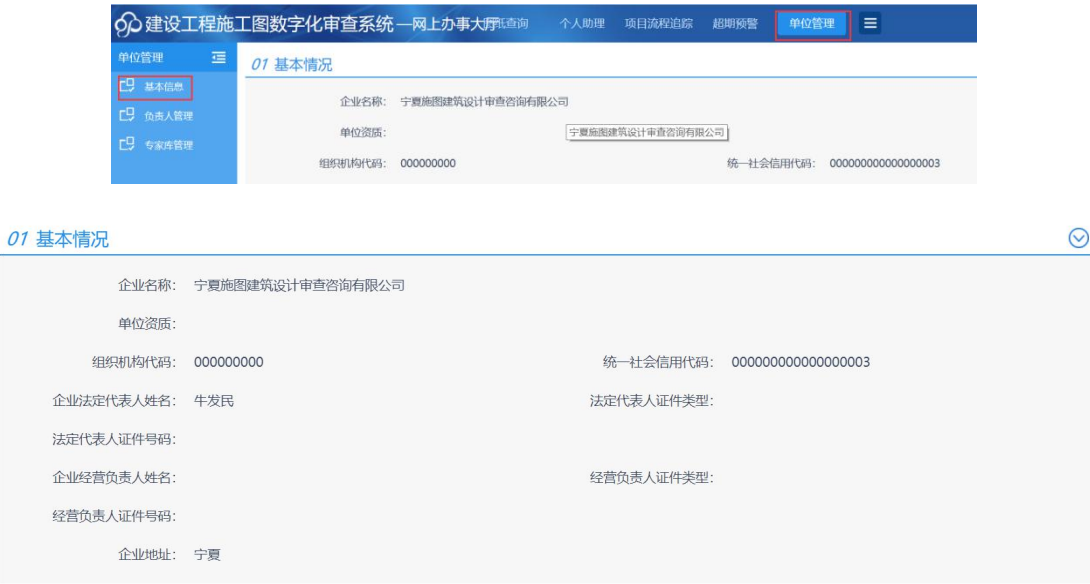 建设工程施工图数字化审查系统—网上办事大厅 图纸查询 个人助理 项目流程追踪 超期预警 单位管理
单位管理 01 基本情况
基本信息 企业名称: 宁夏施图建筑设计审查咨询有限公司
负责人管理 单位资质: 宁夏施图建筑设计审查咨询有限公司
专家库管理 组织机构代码: 000000000 统一社会信用代码: 000000000000000003
01 基本情况
企业名称: 宁夏施图建筑设计审查咨询有限公司
单位资质:
组织机构代码: 000000000 统一社会信用代码: 000000000000000003
企业法定代表人姓名: 牛发民 法定代表人证件类型:
法定代表人证件号码:
企业经营负责人姓名: 经营负责人证件类型:
经营负责人证件号码:
企业地址: 宁夏